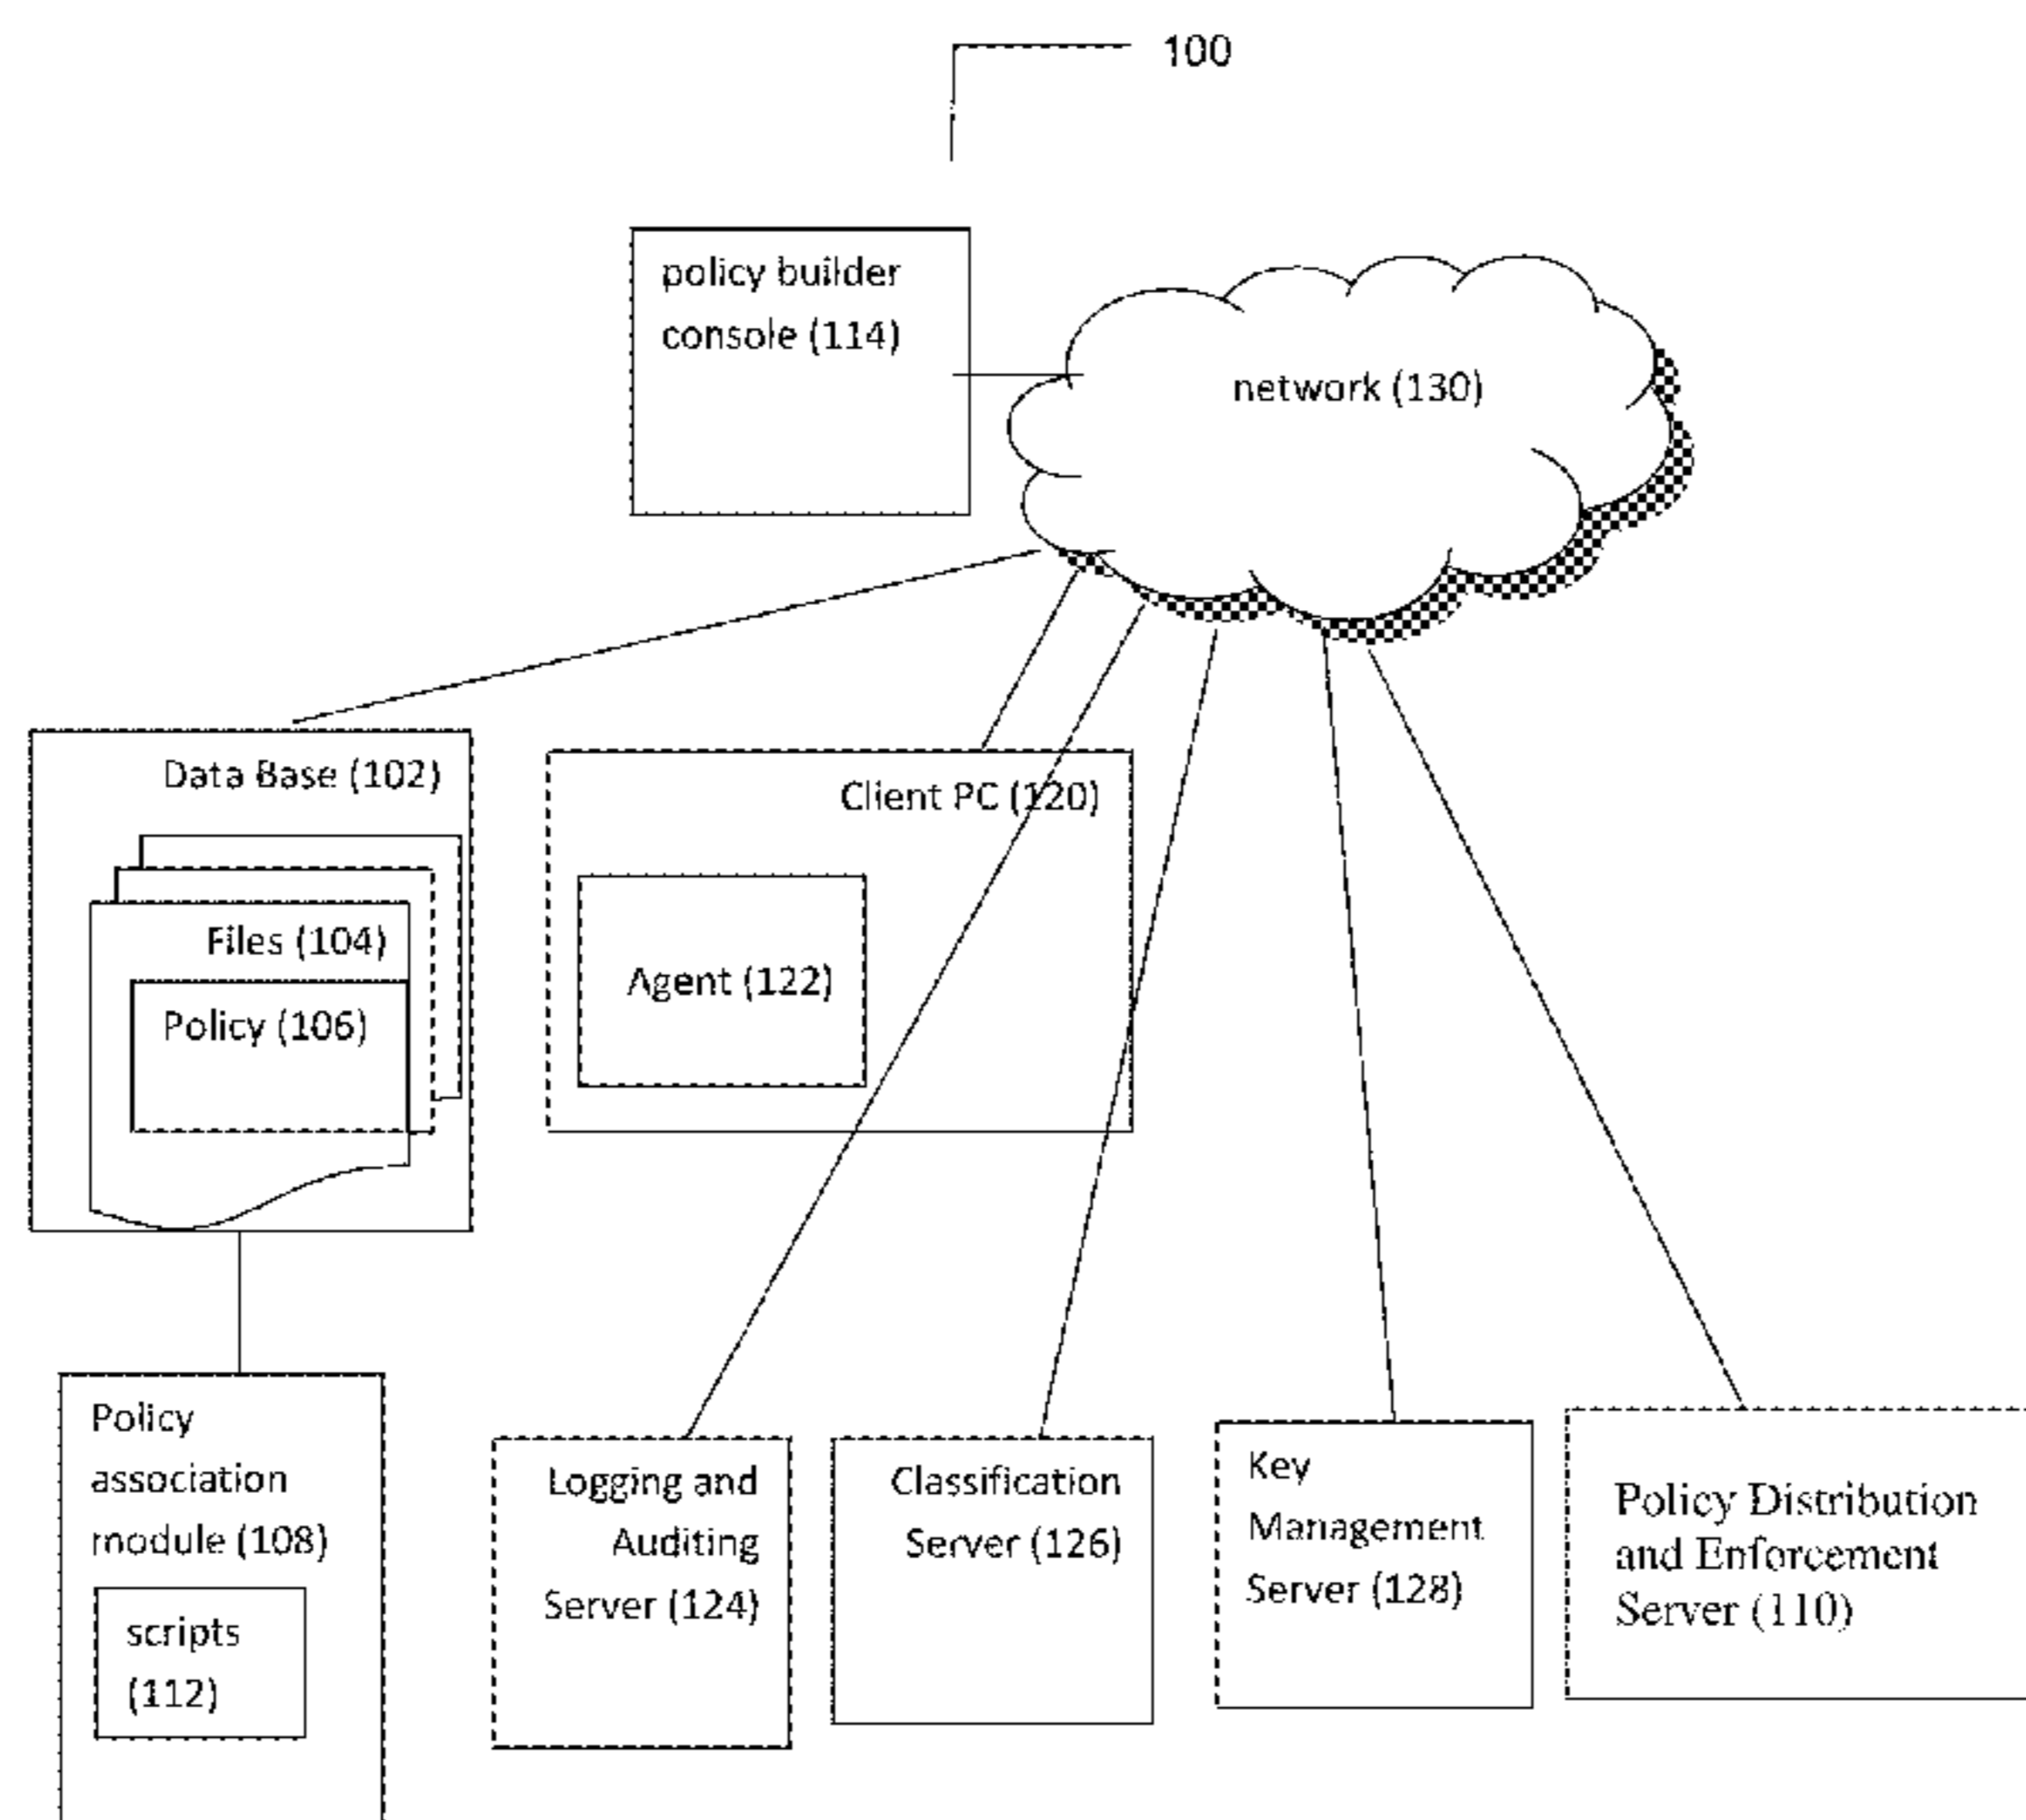 100
policy builder
console (114)
network (130)
Data Base (102)
Client PC (120)
Files (104)
Agent (122)
Policy (106)
Policy
association
module (108)
scripts
(112)
Logging and
Auditing
Server (124)
Classification
Server (126)
Key
Management
Server (128)
Policy Distribution
and Enforcement
Server (110)